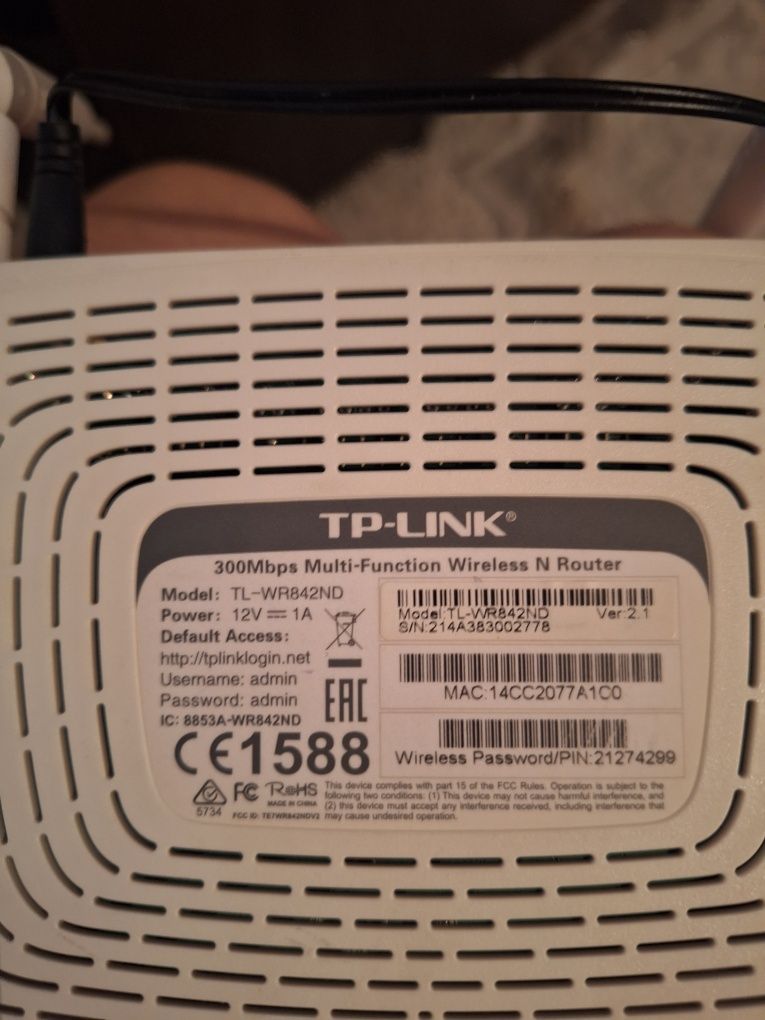 TP-LINK®
300Mbps Multi-Function Wireless N Router
Model: TL-WR842ND
Power: 12V ⎓ 1A
Default Access:
http://tplinklogin.net
Username: admin
Password: admin
IC: 8853A-WR842ND
EAC
CE1588
5734
FC
RoHS
MADE IN CHINA
FCC ID: TE7WR842NDV2
Model:TL-WR842ND Ver:2.1
S/N:214A383002778
MAC:14CC2077A1C0
Wireless Password/PIN:21274299
This device complies with part 15 of the FCC Rules. Operation is subject to the
following two conditions: (1) This device may not cause harmful interference, and
(2) this device must accept any interference received, including interference that
may cause undesired operation.